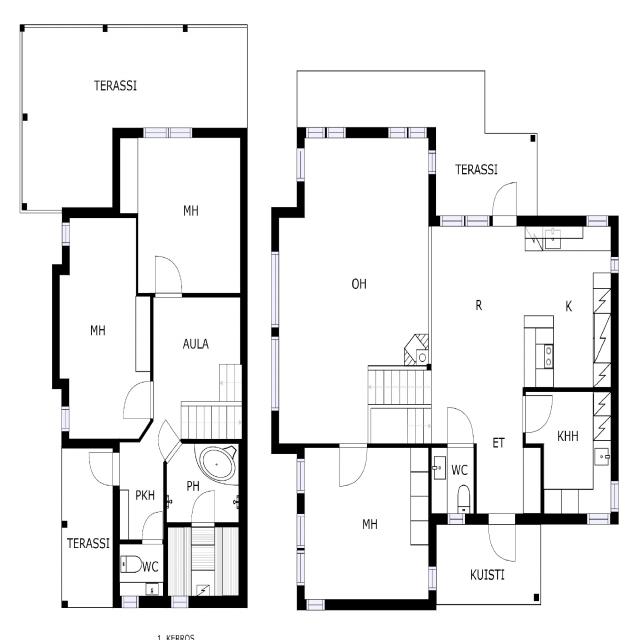 TERASSI
MH
MH
AULA
PH
PKH
TERASSI
WC
1. KERROS
TERASSI
OH
R
K
KHH
ET
WC
MH
KUISTI